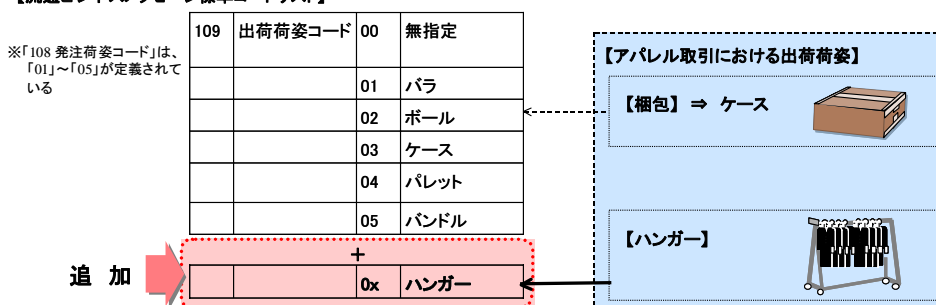 【流通ビジネスメッセージ標準コードリスト】
※「108 発注荷姿コード」は、
「01」～「05」が定義されて
いる
109 出荷荷姿コード 00 無指定
01 バラ
02 ボール
03 ケース
04 パレット
05 バンドル
+
追 加
0x ハンガー
【アパレル取引における出荷荷姿】
【梱包】 ⇒ ケース
【ハンガー】